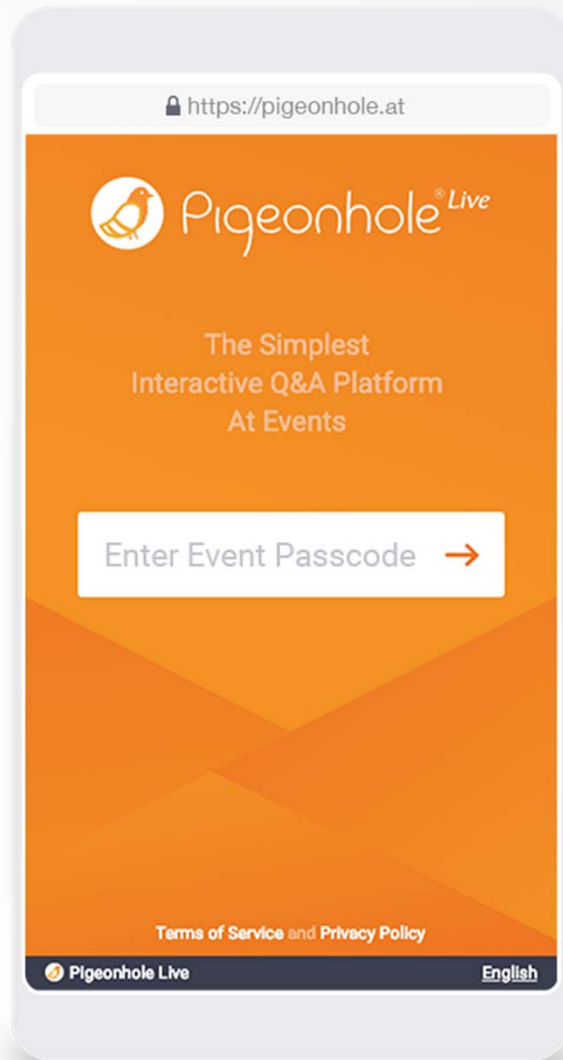 https://pigeonhole.at
Pigeonhole® Live
The Simplest
Interactive Q&A Platform
At Events
Enter Event Passcode →
Terms of Service and Privacy Policy
Pigeonhole Live English